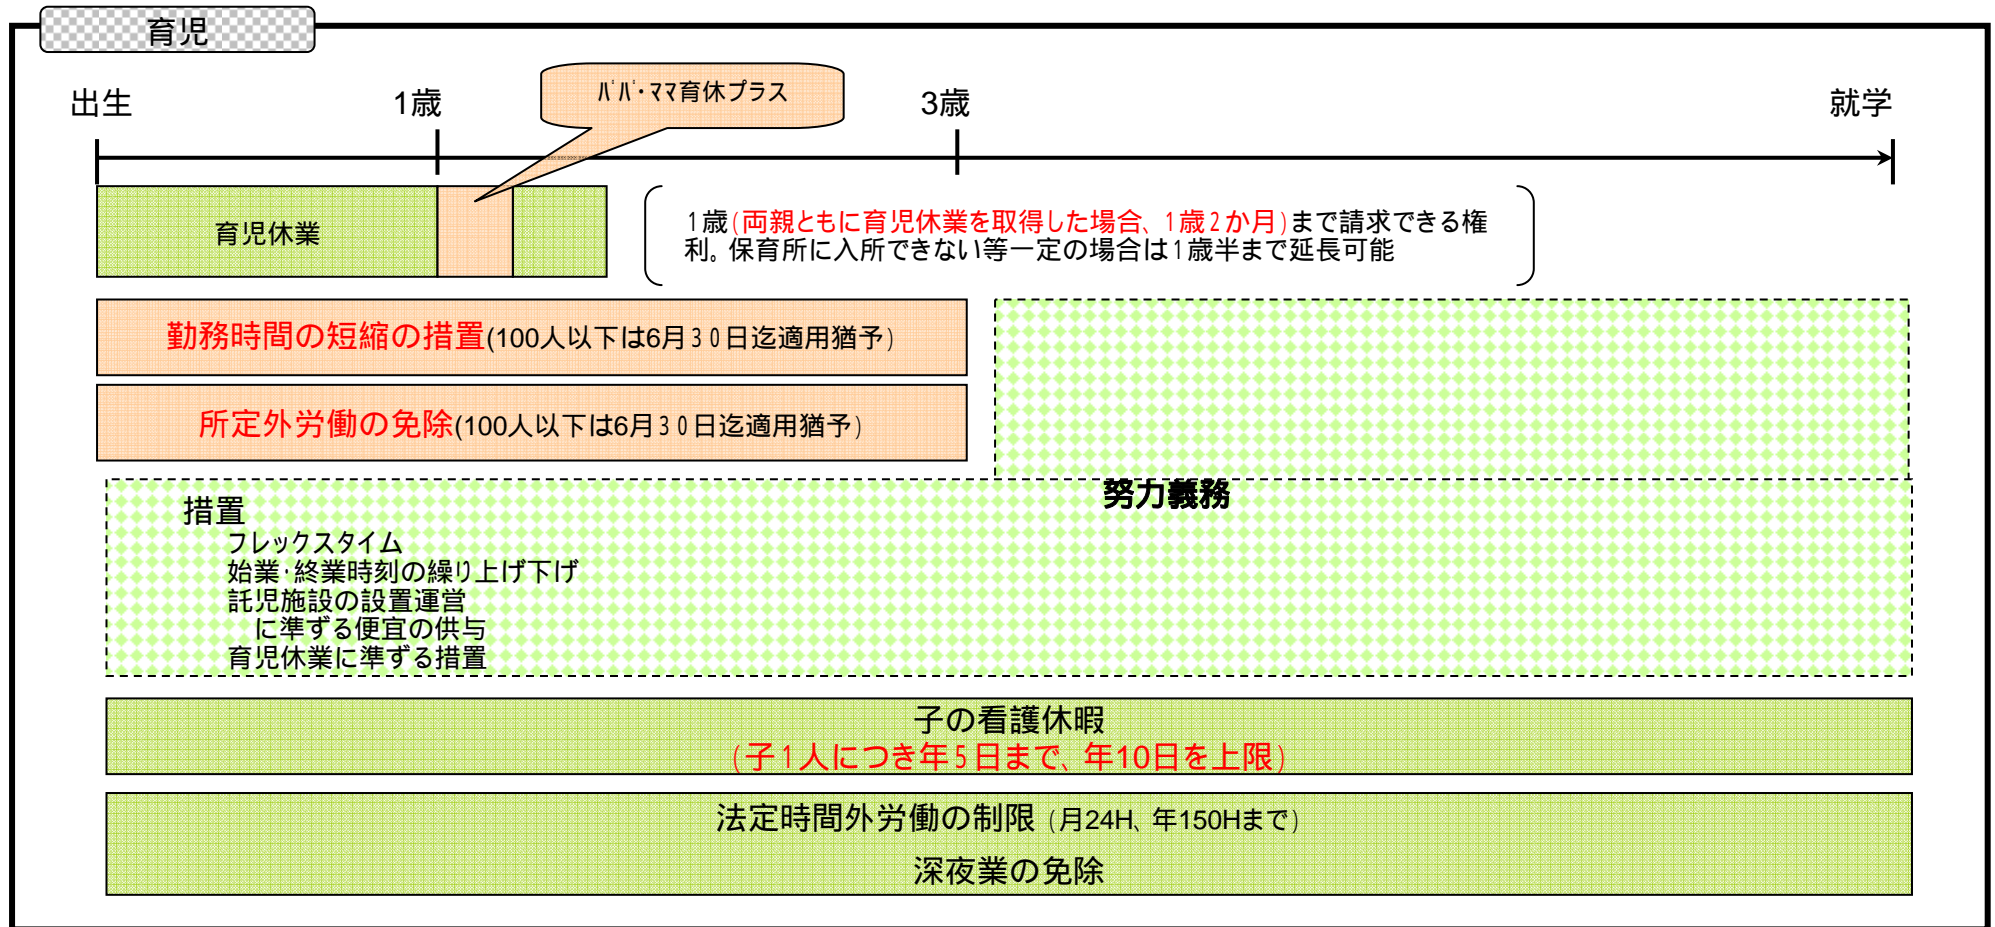 育児
パパ・ママ育休プラス
出生
1歳
3歳
就学
育児休業
1歳(両親ともに育児休業を取得した場合、1歳2か月)まで請求できる権
利。保育所に入所できない等一定の場合は1歳半まで延長可能
勤務時間の短縮の措置(100人以下は6月30日迄適用猶予)
所定外労働の免除(100人以下は6月30日迄適用猶予)
努力義務
措置
フレックスタイム
始業・終業時刻の繰り上げ下げ
託児施設の設置運営
に準ずる便宜の供与
育児休業に準ずる措置
子の看護休暇
(子1人につき年5日まで、年10日を上限)
法定時間外労働の制限(月24H、年150Hまで)
深夜業の免除